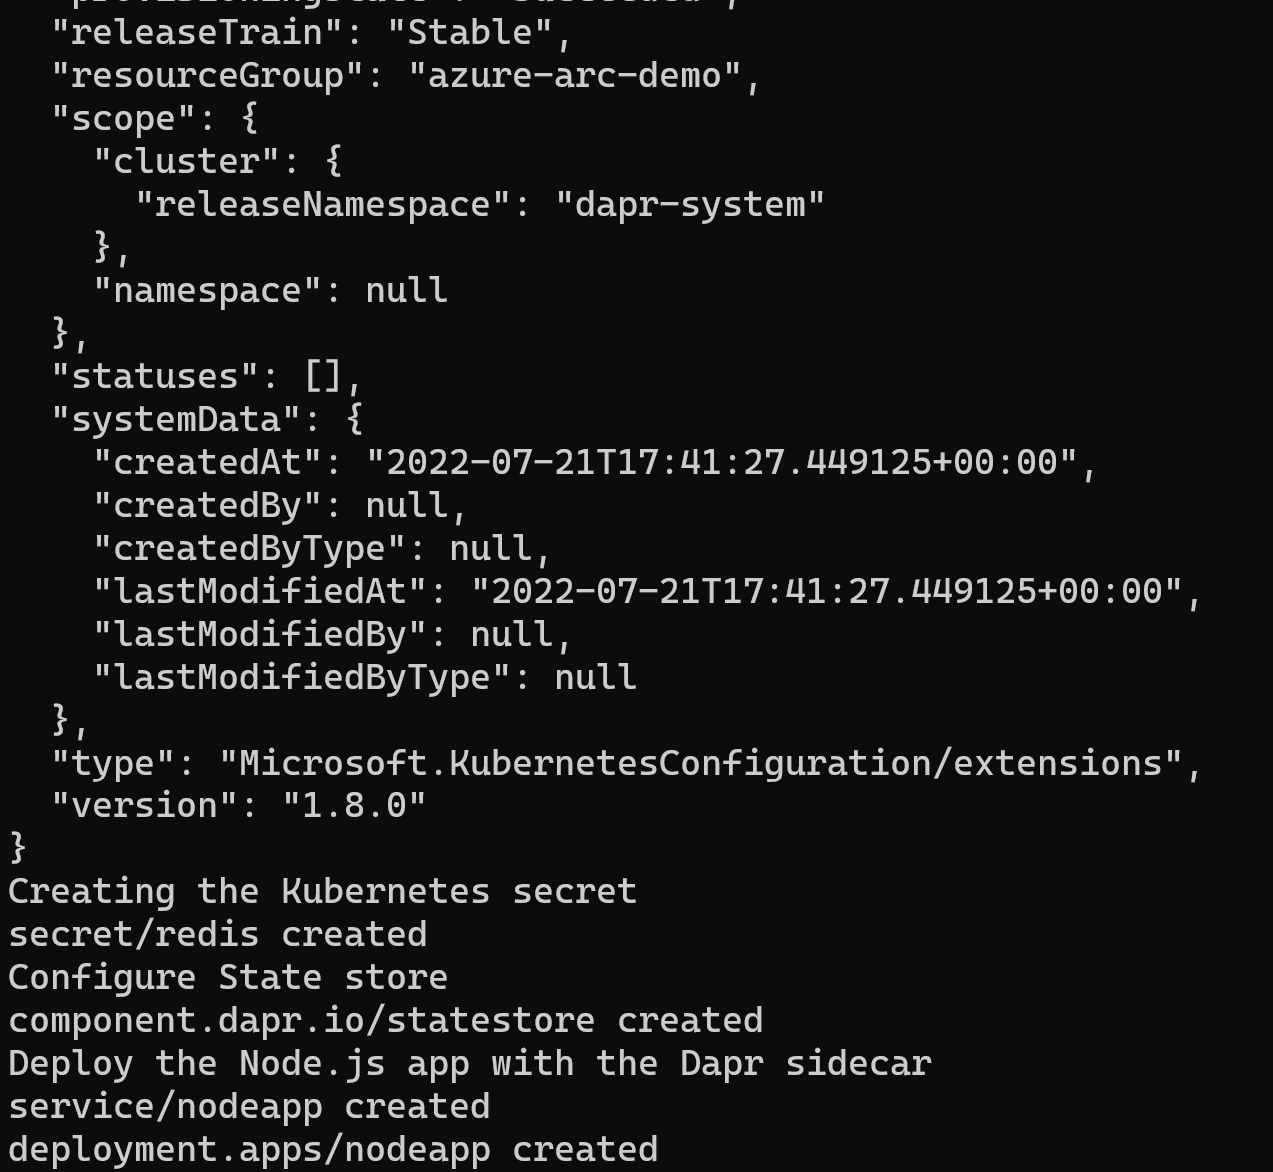 "releaseTrain": "Stable",
"resourceGroup": "azure-arc-demo",
"scope": {
"cluster": {
"releaseNamespace": "dapr-system"
},
"namespace": null
},
"statuses": [],
"systemData": {
"createdAt": "2022-07-21T17:41:27.449125+00:00",
"createdBy": null,
"createdByType": null,
"lastModifiedAt": "2022-07-21T17:41:27.449125+00:00",
"lastModifiedBy": null,
"lastModifiedByType": null
},
"type": "Microsoft.KubernetesConfiguration/extensions",
"version": "1.8.0"
}
Creating the Kubernetes secret
secret/redis created
Configure State store
component.dapr.io/statestore created
Deploy the Node.js app with the Dapr sidecar
service/nodeapp created
deployment.apps/nodeapp created